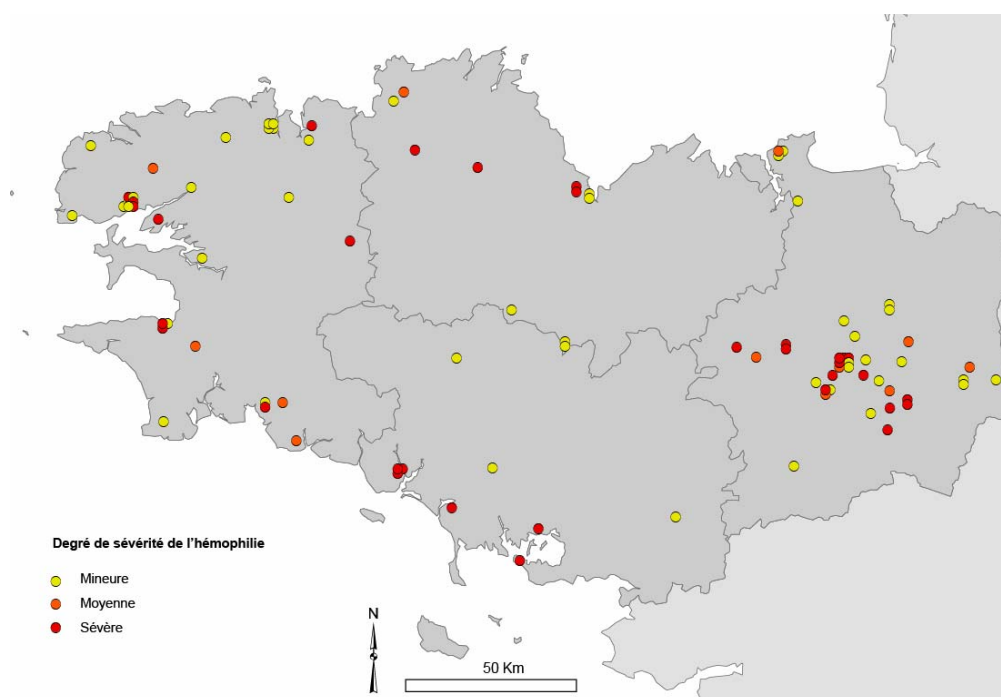 Degré de sévérité de l'hémophilie
Mineure
Moyenne
Sévère
N
50 Km